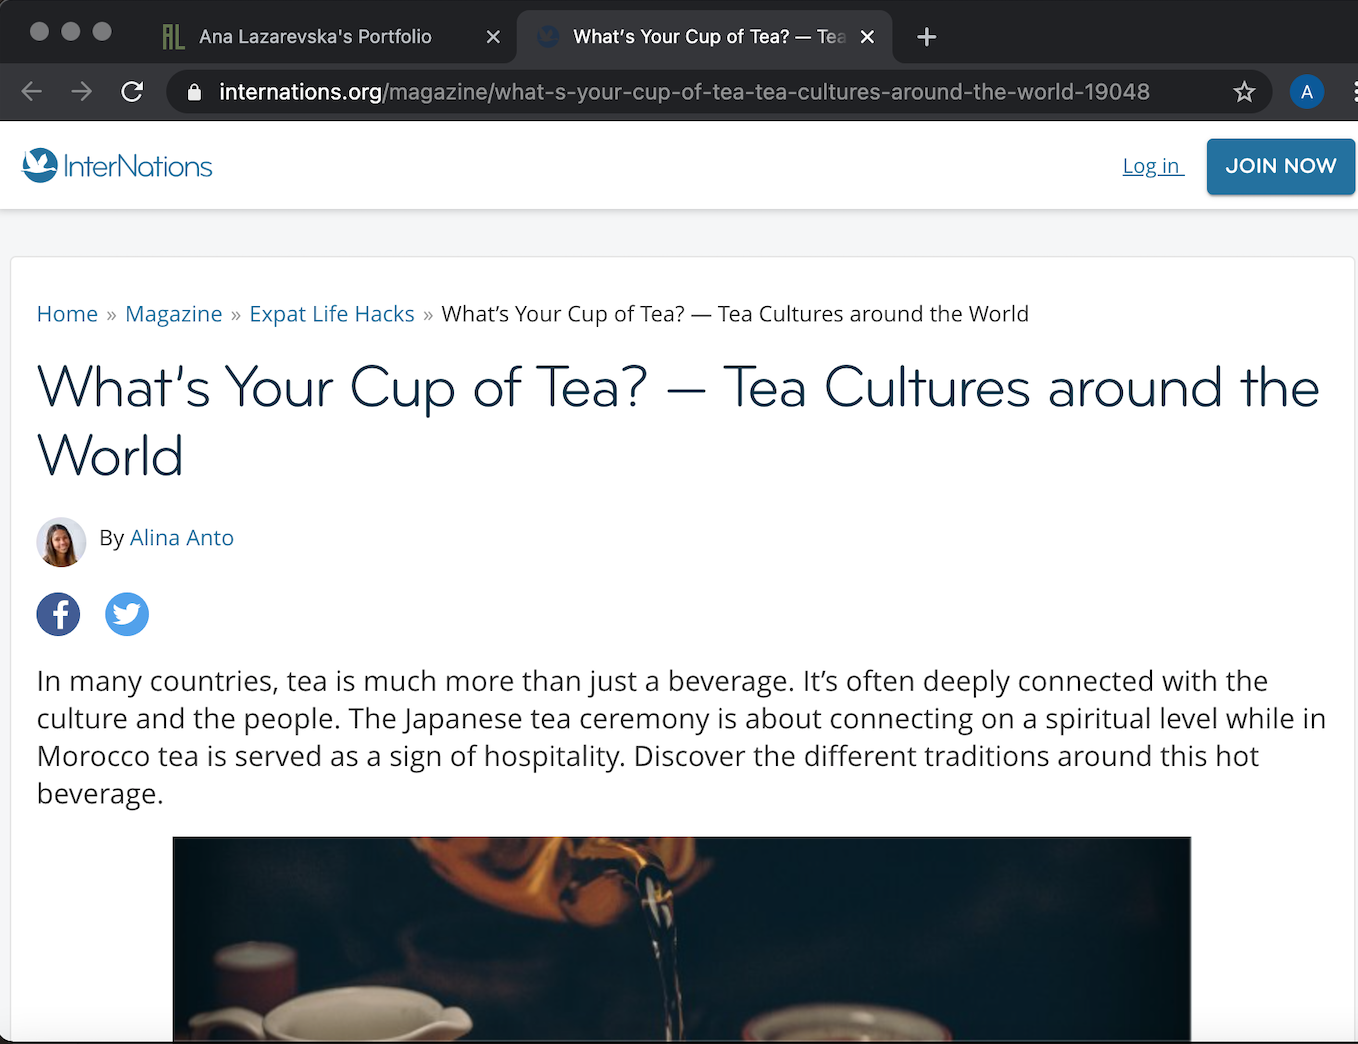 Ana Lazarevska's Portfolio
What's Your Cup of Tea? — Tea
internations.org/magazine/what-s-your-cup-of-tea-tea-cultures-around-the-world-19048
A
InterNations
Log in
JOIN NOW
Home » Magazine » Expat Life Hacks » What’s Your Cup of Tea? — Tea Cultures around the World
What’s Your Cup of Tea? — Tea Cultures around the
World
By Alina Anto
In many countries, tea is much more than just a beverage. It’s often deeply connected with the
culture and the people. The Japanese tea ceremony is about connecting on a spiritual level while in
Morocco tea is served as a sign of hospitality. Discover the different traditions around this hot
beverage.